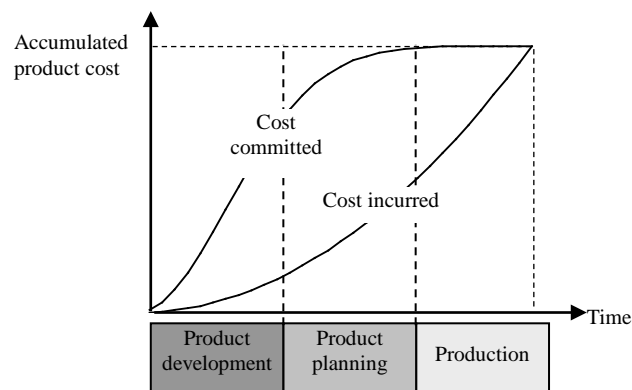 Accumulated
product cost
Cost
committed
Cost incurred
Time
Product
development
Product
planning
Production